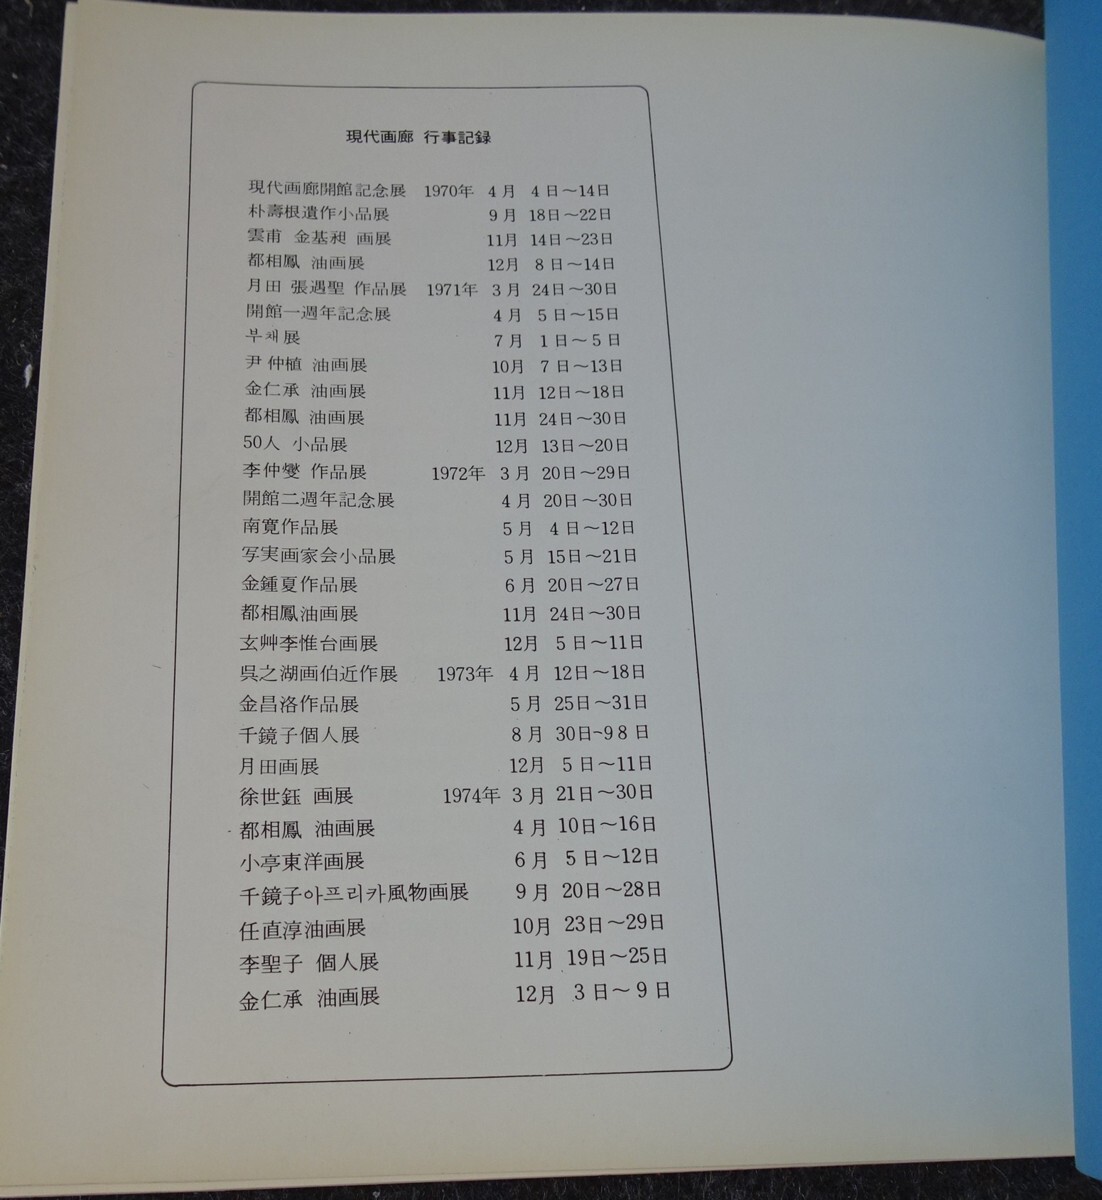 現代画廊 行事記録
現代画廊開館記念展 1970年 4月 4日～14日
朴壽根遺作小品展 9月 18日～22日
雲甫 金基昶 画展 11月 14日～23日
都相鳳 油画展 12月 8日～14日
月田 張遇聖 作品展 1971年 3月 24日～30日
開館一週年記念展 4月 5日～15日
부채展 7月 1日～5日
尹仲植 油画展 10月 7日～13日
金仁承 油画展 11月 12日～18日
都相鳳 油画展 11月 24日～30日
50人 小品展 12月 13日～20日
李仲燮 作品展 1972年 3月 20日～29日
開館二週年記念展 4月 20日～30日
南寛作品展 5月 4日～12日
写実画家会小品展 5月 15日～21日
金鍾夏作品展 6月 20日～27日
都相鳳油画展 11月 24日～30日
玄艸李惟台画展 12月 5日～11日
呉之湖画伯近作展 1973年 4月 12日～18日
金昌洛作品展 5月 25日～31日
千鏡子個人展 8月 30日~9 8日
月田画展 12月 5日～11日
徐世鈺 画展 1974年 3月 21日～30日
都相鳳 油画展 4月 10日～16日
小亭東洋画展 6月 5日～12日
千鏡子아프리카風物画展 9月 20日～28日
任直淳油画展 10月 23日～29日
李聖子 個人展 11月 19日～25日
金仁承 油画展 12月 3日～9日